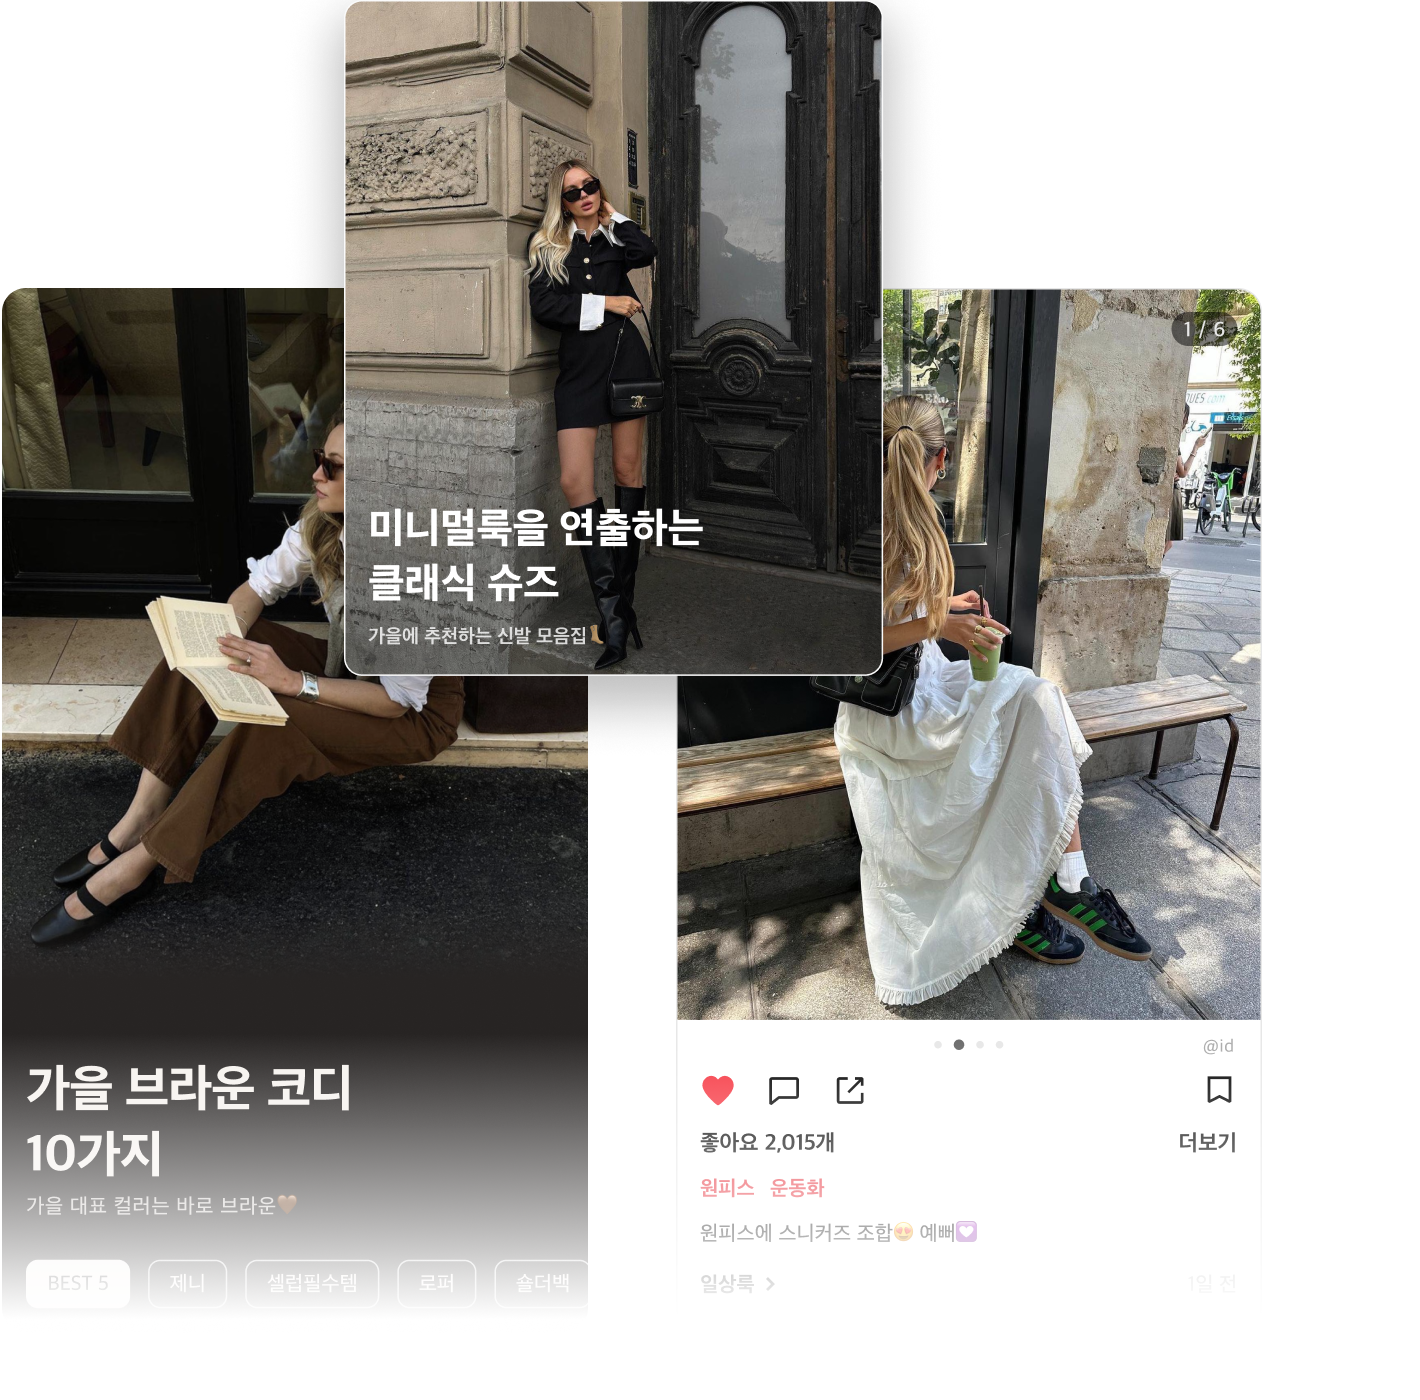 미니멀룩을 연출하는
클래식 슈즈
가을에 추천하는 신발 모음집👢
가을 브라운 코디
10가지
가을 대표 컬러는 바로 브라운🤎
BEST 5 제니 셀럽필수템 로퍼 숄더백
1 / 6
@id
좋아요 2,015개 더보기
원피스 운동화
원피스에 스니커즈 조합😍 예뻐💟
일상룩 > 1일 전